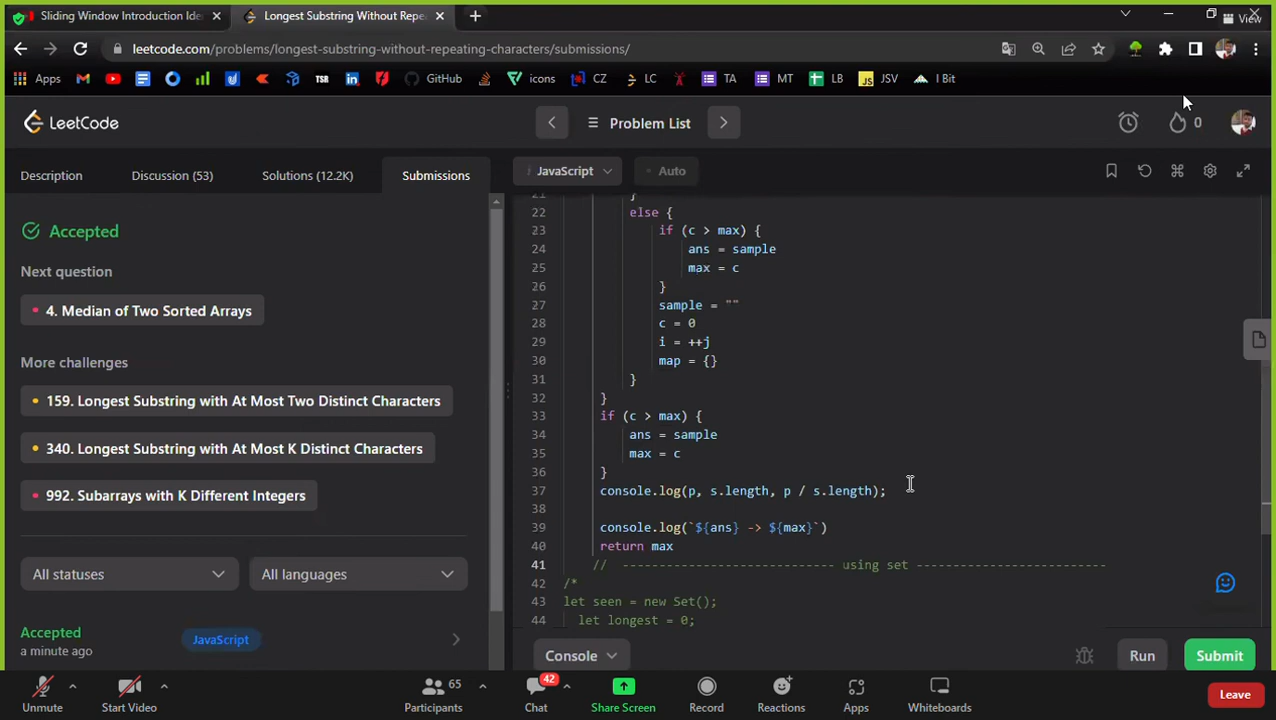 Sliding Window Introduction Ide
Longest Substring Without Repe
View
leetcode.com/problems/longest-substring-without-repeating-characters/submissions/
Apps
TSR
GitHub
icons
CZ
LC
TA
MT
LB
JS
JSV
I Bit
LeetCode
Problem List
0
Description
Discussion (53)
Solutions (12.2K)
Submissions
JavaScript
Auto
Accepted
Next question
4. Median of Two Sorted Arrays
More challenges
159. Longest Substring with At Most Two Distinct Characters
340. Longest Substring with At Most K Distinct Characters
992. Subarrays with K Different Integers
All statuses
All languages
Accepted
JavaScript
a minute ago
21 }
22 else {
23 if (c > max) {
24 ans = sample
25 max = c
26 }
27 sample = ""
28 c = 0
29 i = ++j
30 map = {}
31 }
32 }
33 if (c > max) {
34 ans = sample
35 max = c
36 }
37 console.log(p, s.length, p / s.length);
38
39 console.log(`${ans} -> ${max}`)
40 return max
41 // ----------------------------- using set --------------------------
42 /*
43 let seen = new Set();
44 let longest = 0;
Console
Run
Submit
Unmute
Start Video
65
Participants
42
Chat
Share Screen
Record
Reactions
Apps
Whiteboards
Leave